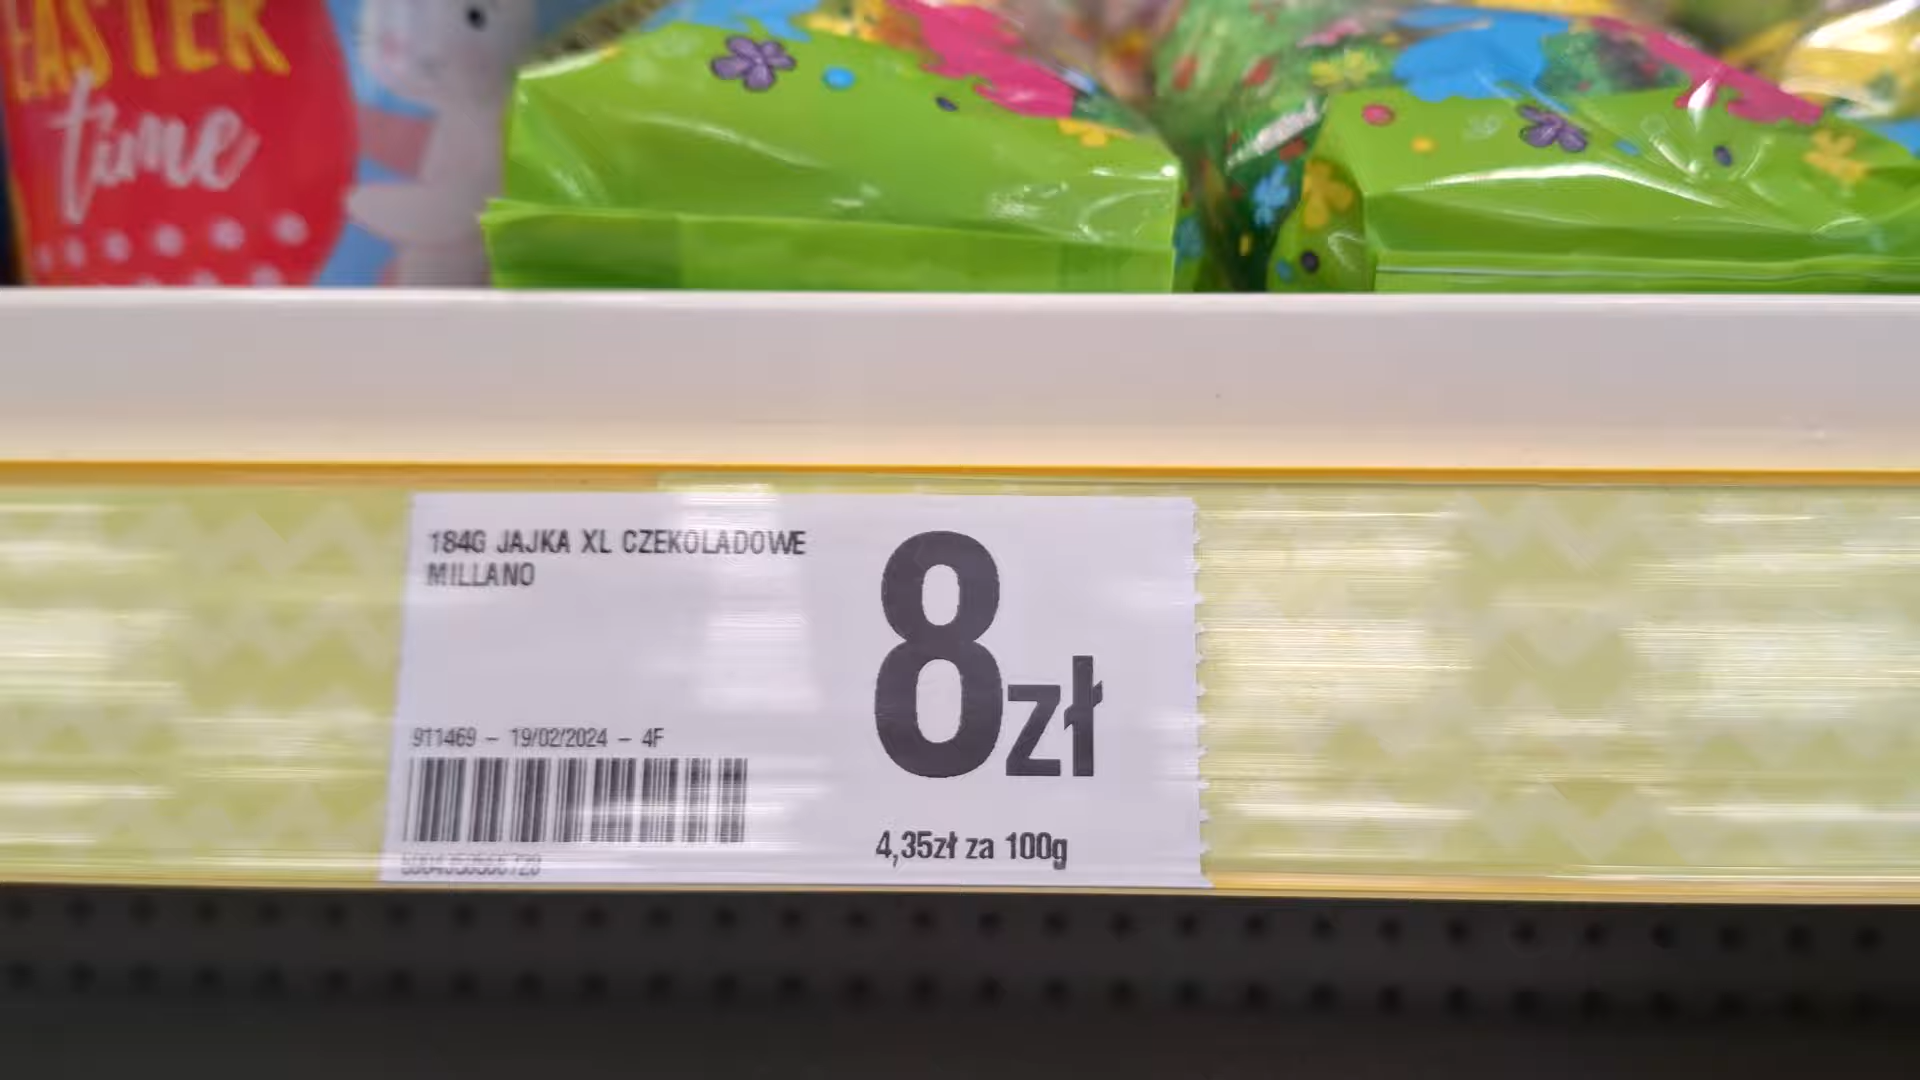 EASTER
time
184G JAJKA XL CZEKOLADOWE
MILLANO
8zł
911469 - 19/02/2024 - 4F
4,35zł za 100g